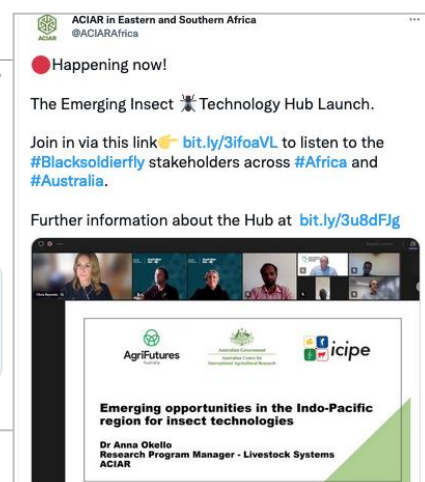 ACIAR in Eastern and Southern Africa
@ACIARAfrica
Happening now!
The Emerging Insect Technology Hub Launch.
Join in via this link bit.ly/3ifoaVL to listen to the
#Blacksoldierfly stakeholders across #Africa and
#Australia.
Further information about the Hub at bit.ly/3u8dFJg
AgriFutures
Australia
Australian Government
Australian Centre for
International Agricultural Research
icipe
Emerging opportunities in the Indo-Pacific
region for insect technologies
Dr Anna Okello
Research Program Manager - Livestock Systems
ACIAR